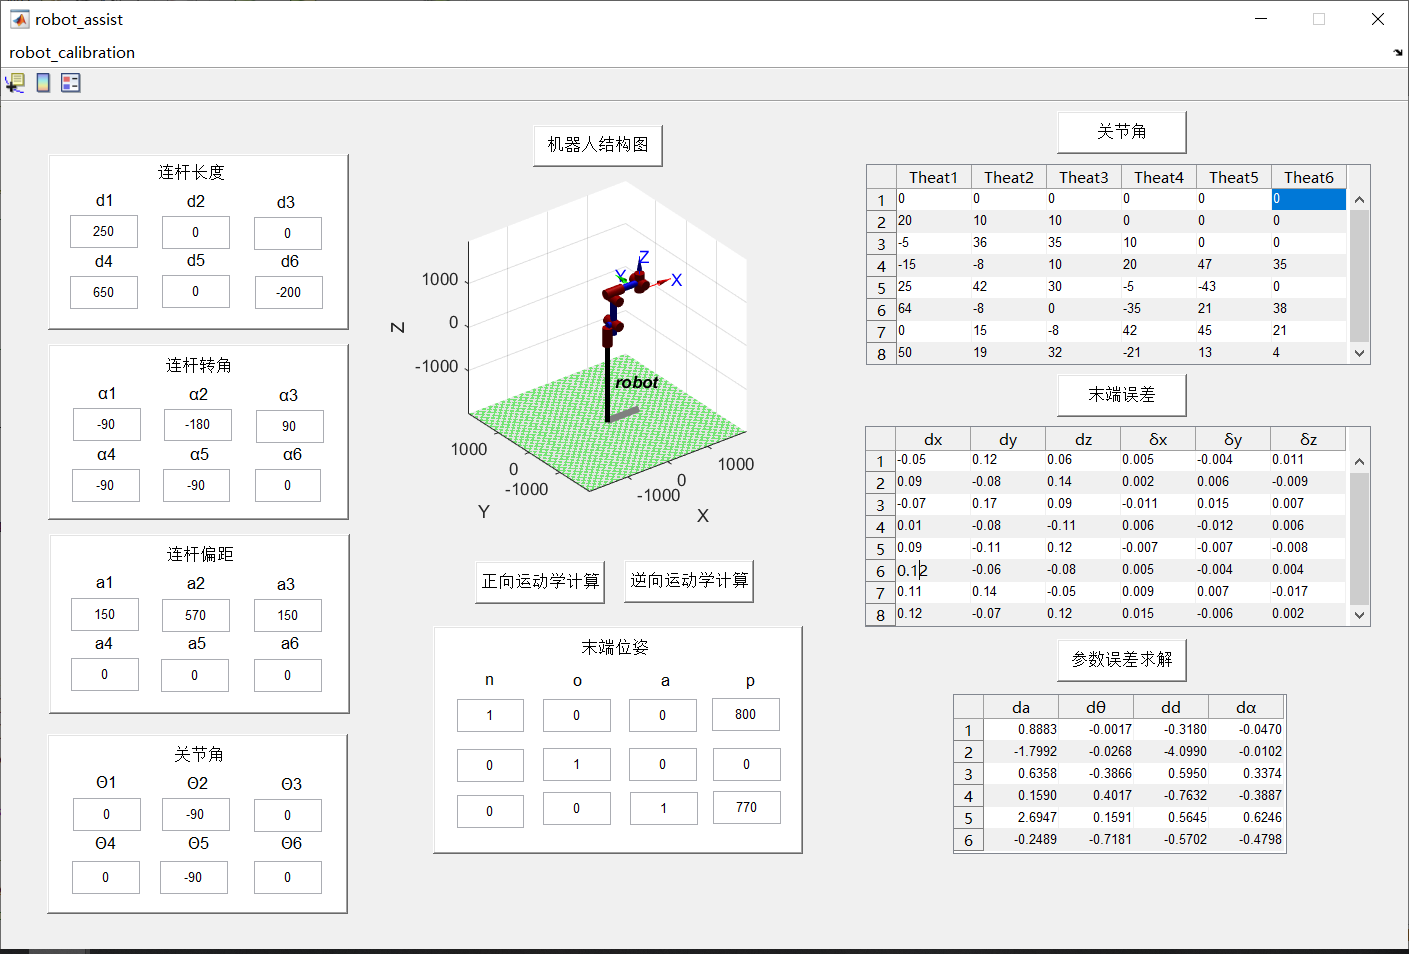 robot_assist
robot_calibration
连杆长度
d1 d2 d3
250 0 0
d4 d5 d6
650 0 -200
连杆转角
α1 α2 α3
-90 -180 90
α4 α5 α6
-90 -90 0
连杆偏距
a1 a2 a3
150 570 150
a4 a5 a6
0 0 0
关节角
Θ1 Θ2 Θ3
0 -90 0
Θ4 Θ5 Θ6
0 -90 0
机器人结构图
Z
1000
0
-1000
Z
Y
X
robot
1000
0
-1000
Y
1000
0
-1000
X
正向运动学计算 逆向运动学计算
末端位姿
n o a p
1 0 0 800
0 1 0 0
0 0 1 770
关节角
Theat1 Theat2 Theat3 Theat4 Theat5 Theat6
1 0 0 0 0 0 0
2 20 10 10 0 0 0
3 -5 36 35 10 0 0
4 -15 -8 10 20 47 35
5 25 42 30 -5 -43 0
6 64 -8 0 -35 21 38
7 0 15 -8 42 45 21
8 50 19 32 -21 13 4
末端误差
dx dy dz δx δy δz
1 -0.05 0.12 0.06 0.005 -0.004 0.011
2 0.09 -0.08 0.14 0.002 0.006 -0.009
3 -0.07 0.17 0.09 -0.011 0.015 0.007
4 0.01 -0.08 -0.11 0.006 -0.012 0.006
5 0.09 -0.11 0.12 -0.007 -0.007 -0.008
6 0.12 -0.06 -0.08 0.005 -0.004 0.004
7 0.11 0.14 -0.05 0.009 0.007 -0.017
8 0.12 -0.07 0.12 0.015 -0.006 0.002
参数误差求解
da dθ dd dα
1 0.8883 -0.0017 -0.3180 -0.0470
2 -1.7992 -0.0268 -4.0990 -0.0102
3 0.6358 -0.3866 0.5950 0.3374
4 0.1590 0.4017 -0.7632 -0.3887
5 2.6947 0.1591 0.5645 0.6246
6 -0.2489 -0.7181 -0.5702 -0.4798